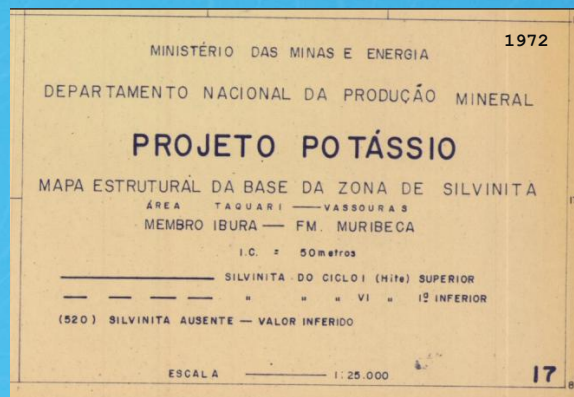 1972
MINISTÉRIO DAS MINAS E ENERGIA
DEPARTAMENTO NACIONAL DA PRODUÇÃO MINERAL
PROJETO POTÁSSIO
MAPA ESTRUTURAL DA BASE DA ZONA DE SILVINITA
ÁREA TAQUARI — VASSOURAS
MEMBRO IBURA — FM. MURIBECA
I.C. = 50metros
SILVINITA DO CICLO I (Hite) SUPERIOR
" " " VI " 1º INFERIOR
(520) SILVINITA AUSENTE — VALOR INFERIDO
ESCALA — 1:25.000
17